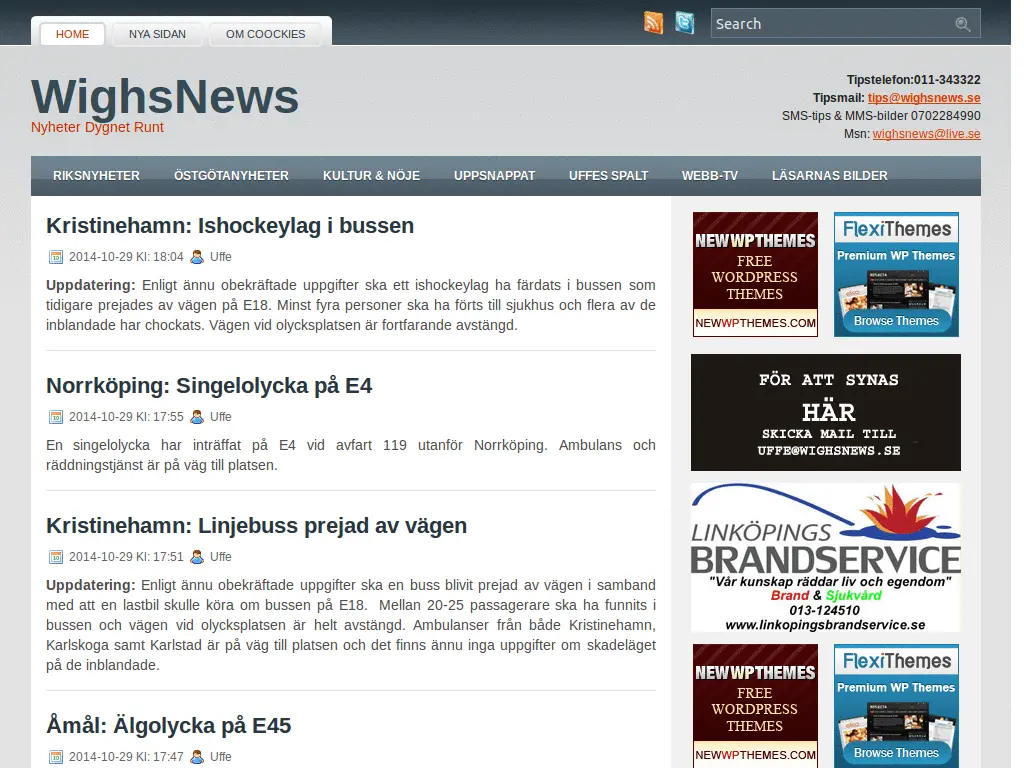 HOME
NYA SIDAN
OM COOCKIES
Search
WighsNews
Nyheter Dygnet Runt
Tipstelefon:011-343322
Tipsmail: tips@wighsnews.se
SMS-tips & MMS-bilder 0702284990
Msn: wighsnews@live.se
RIKSNYHETER ÖSTGÖTANYHETER KULTUR & NÖJE UPPSNAPPAT UFFES SPALT WEBB-TV LÄSARNAS BILDER
Kristinehamn: Ishockeylag i bussen
2014-10-29 Kl: 18:04 Uffe
Uppdatering: Enligt ännu obekräftade uppgifter ska ett ishockeylag ha färdats i bussen som
tidigare prejades av vägen på E18. Minst fyra personer ska ha förts till sjukhus och flera av de
inblandade har chockats. Vägen vid olycksplatsen är fortfarande avstängd.
Norrköping: Singelolycka på E4
2014-10-29 Kl: 17:55 Uffe
En singelolycka har inträffat på E4 vid avfart 119 utanför Norrköping. Ambulans och
räddningstjänst är på väg till platsen.
Kristinehamn: Linjebuss prejad av vägen
2014-10-29 Kl: 17:51 Uffe
Uppdatering: Enligt ännu obekräftade uppgifter ska en buss blivit prejad av vägen i samband
med att en lastbil skulle köra om bussen på E18.  Mellan 20-25 passagerare ska ha funnits i
bussen och vägen vid olycksplatsen är helt avstängd. Ambulanser från både Kristinehamn,
Karlskoga samt Karlstad är på väg till platsen och det finns ännu inga uppgifter om skadeläget
på de inblandade.
Åmål: Älgolycka på E45
2014-10-29 Kl: 17:47 Uffe
NEWWPTHEMES
FREE
WORDPRESS
THEMES
NEWWPTHEMES.COM
FlexiThemes
Premium WP Themes
Browse Themes
FÖR ATT SYNAS
HÄR
SKICKA MAIL TILL
UFFE@WIGHSNEWS.SE
LINKÖPINGS
BRANDSERVICE
"Vår kunskap räddar liv och egendom"
Brand & Sjukvård
013-124510
www.linkopingsbrandservice.se
NEWWPTHEMES
FREE
WORDPRESS
THEMES
NEWWPTHEMES.COM
FlexiThemes
Premium WP Themes
Browse Themes